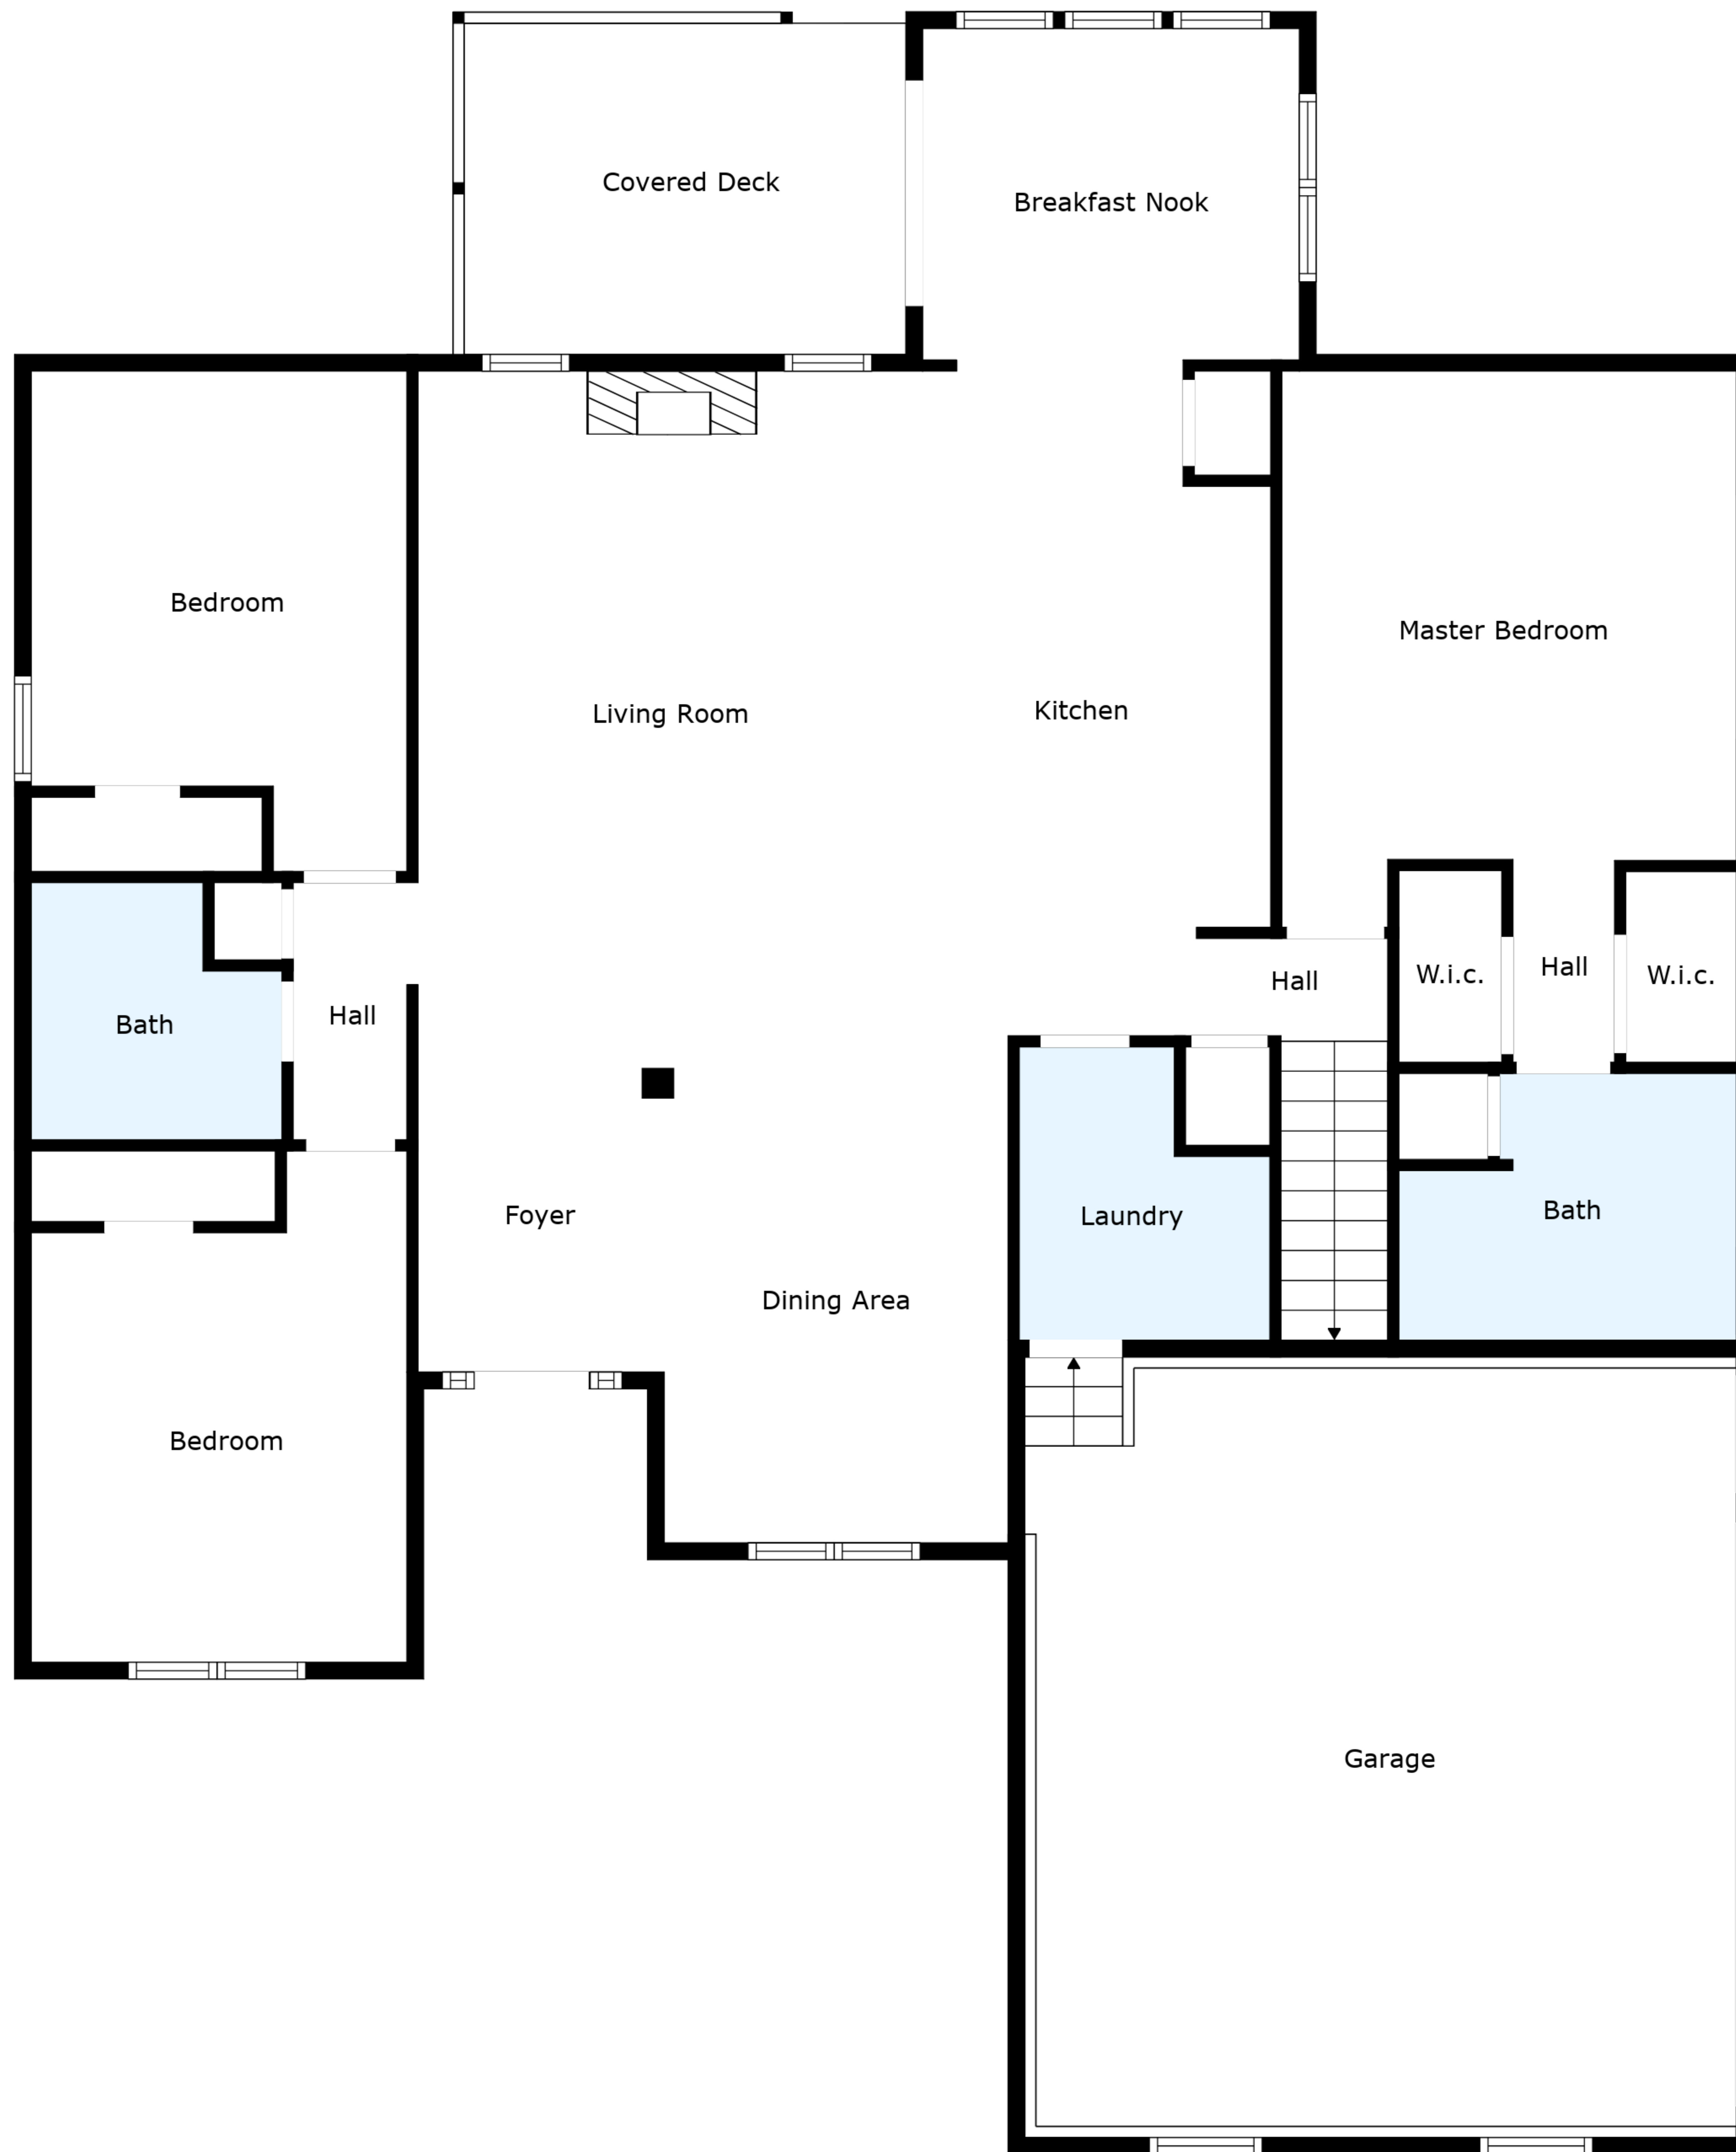 Covered Deck
Breakfast Nook
Bedroom
Master Bedroom
Living Room
Kitchen
Hall
W.i.c.
Hall
W.i.c.
Bath
Hall
Foyer
Laundry
Bath
Dining Area
Bedroom
Garage